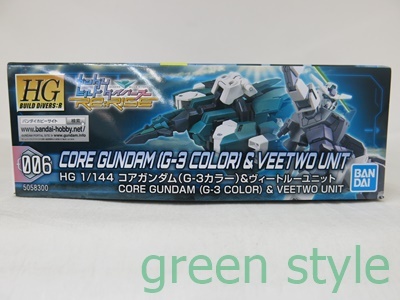 HG
BUILD DIVERS:R
Re:RISE
バンダイホビーサイト
www.bandai-hobby.net/
006
5058300
CORE GUNDAM (G-3 COLOR) & VEETWO UNIT
HG 1/144 コアガンダム(G-3カラー)&ヴィートルーユニット
CORE GUNDAM (G-3 COLOR) & VEETWO UNIT
BAN
DAI
green style